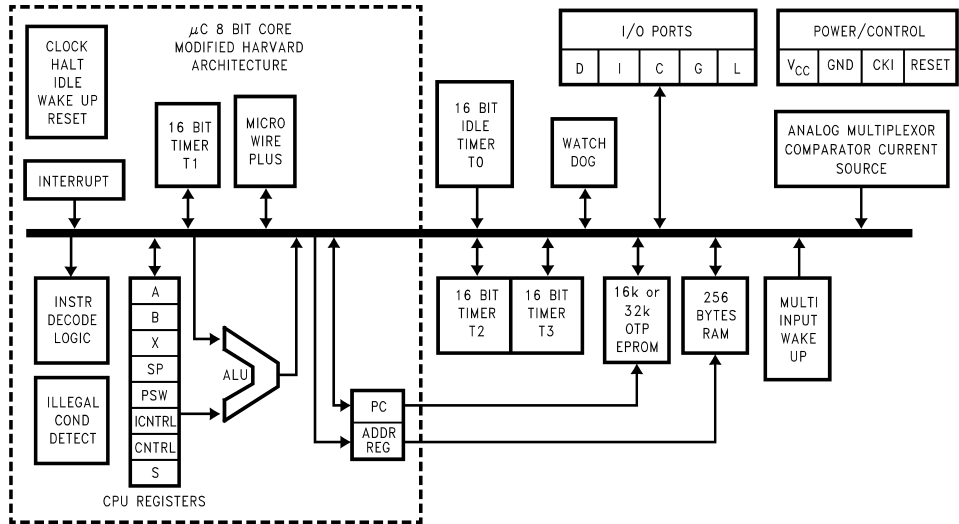 μC 8 BIT CORE
MODIFIED HARVARD
ARCHITECTURE
CLOCK
HALT
IDLE
WAKE UP
RESET
INTERRUPT
16 BIT
TIMER
T1
MICRO
WIRE
PLUS
16 BIT
IDLE
TIMER
T0
WATCH
DOG
I/O PORTS
D I C G L
POWER/CONTROL
VCC GND CKI RESET
ANALOG MULTIPLEXOR
COMPARATOR CURRENT
SOURCE
INSTR
DECODE
LOGIC
ILLEGAL
COND
DETECT
A
B
X
SP
PSW
ICNTRL
CNTRL
S
CPU REGISTERS
ALU
PC
ADDR
REG
16 BIT
TIMER
T2
16 BIT
TIMER
T3
16k or
32k
OTP
EPROM
256
BYTES
RAM
MULTI
INPUT
WAKE
UP